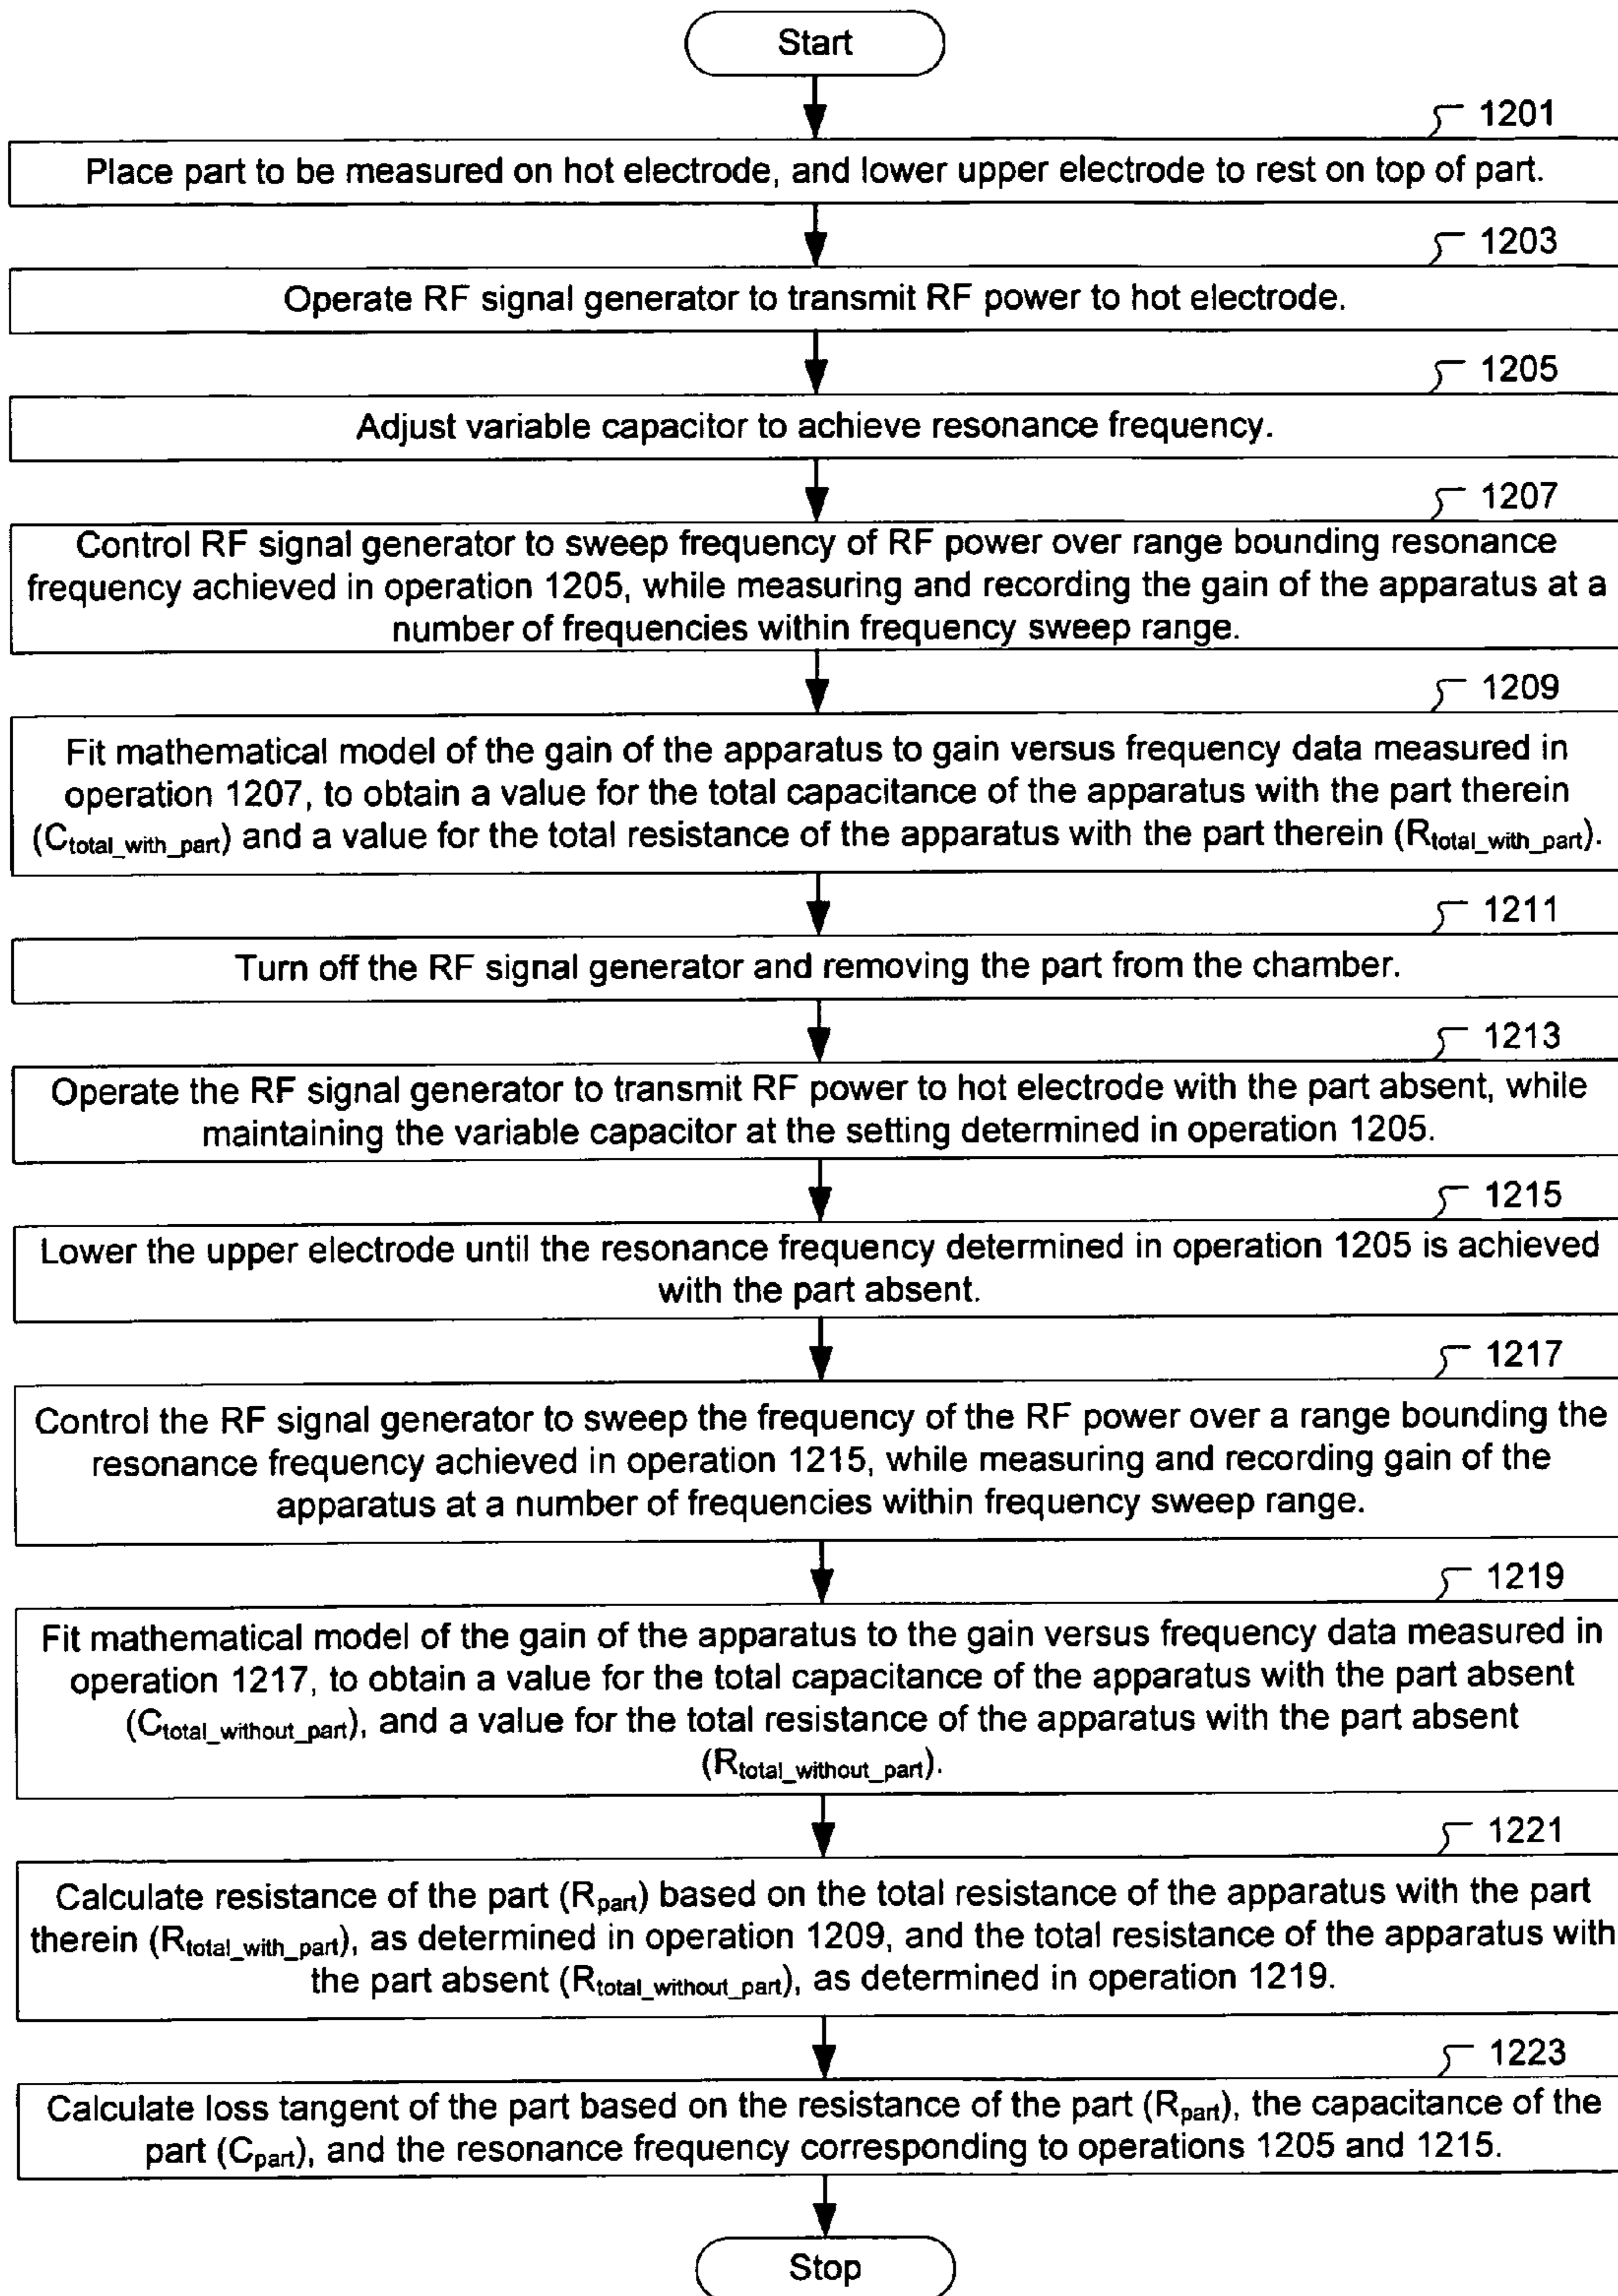 Start
1201
Place part to be measured on hot electrode, and lower upper electrode to rest on top of part.
1203
Operate RF signal generator to transmit RF power to hot electrode.
1205
Adjust variable capacitor to achieve resonance frequency.
1207
Control RF signal generator to sweep frequency of RF power over range bounding resonance
frequency achieved in operation 1205, while measuring and recording the gain of the apparatus at a
number of frequencies within frequency sweep range.
1209
Fit mathematical model of the gain of the apparatus to gain versus frequency data measured in
operation 1207, to obtain a value for the total capacitance of the apparatus with the part therein
(Ctotal_with_part) and a value for the total resistance of the apparatus with the part therein (Rtotal_with_part).
1211
Turn off the RF signal generator and removing the part from the chamber.
1213
Operate the RF signal generator to transmit RF power to hot electrode with the part absent, while
maintaining the variable capacitor at the setting determined in operation 1205.
1215
Lower the upper electrode until the resonance frequency determined in operation 1205 is achieved
with the part absent.
1217
Control the RF signal generator to sweep the frequency of the RF power over a range bounding the
resonance frequency achieved in operation 1215, while measuring and recording gain of the
apparatus at a number of frequencies within frequency sweep range.
1219
Fit mathematical model of the gain of the apparatus to the gain versus frequency data measured in
operation 1217, to obtain a value for the total capacitance of the apparatus with the part absent
(Ctotal_without_part), and a value for the total resistance of the apparatus with the part absent
(Rtotal_without_part).
1221
Calculate resistance of the part (Rpart) based on the total resistance of the apparatus with the part
therein (Rtotal_with_part), as determined in operation 1209, and the total resistance of the apparatus with
the part absent (Rtotal_without_part), as determined in operation 1219.
1223
Calculate loss tangent of the part based on the resistance of the part (Rpart), the capacitance of the
part (Cpart), and the resonance frequency corresponding to operations 1205 and 1215.
Stop